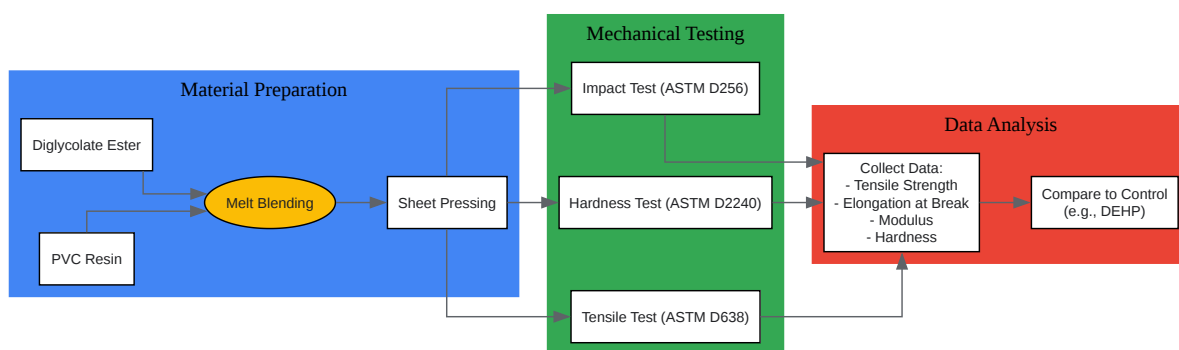 Material Preparation
Diglycolate Ester
PVC Resin
Melt Blending
Sheet Pressing
Mechanical Testing
Impact Test (ASTM D256)
Hardness Test (ASTM D2240)
Tensile Test (ASTM D638)
Data Analysis
Collect Data:
- Tensile Strength
- Elongation at Break
- Modulus
- Hardness
Compare to Control
(e.g., DEHP)